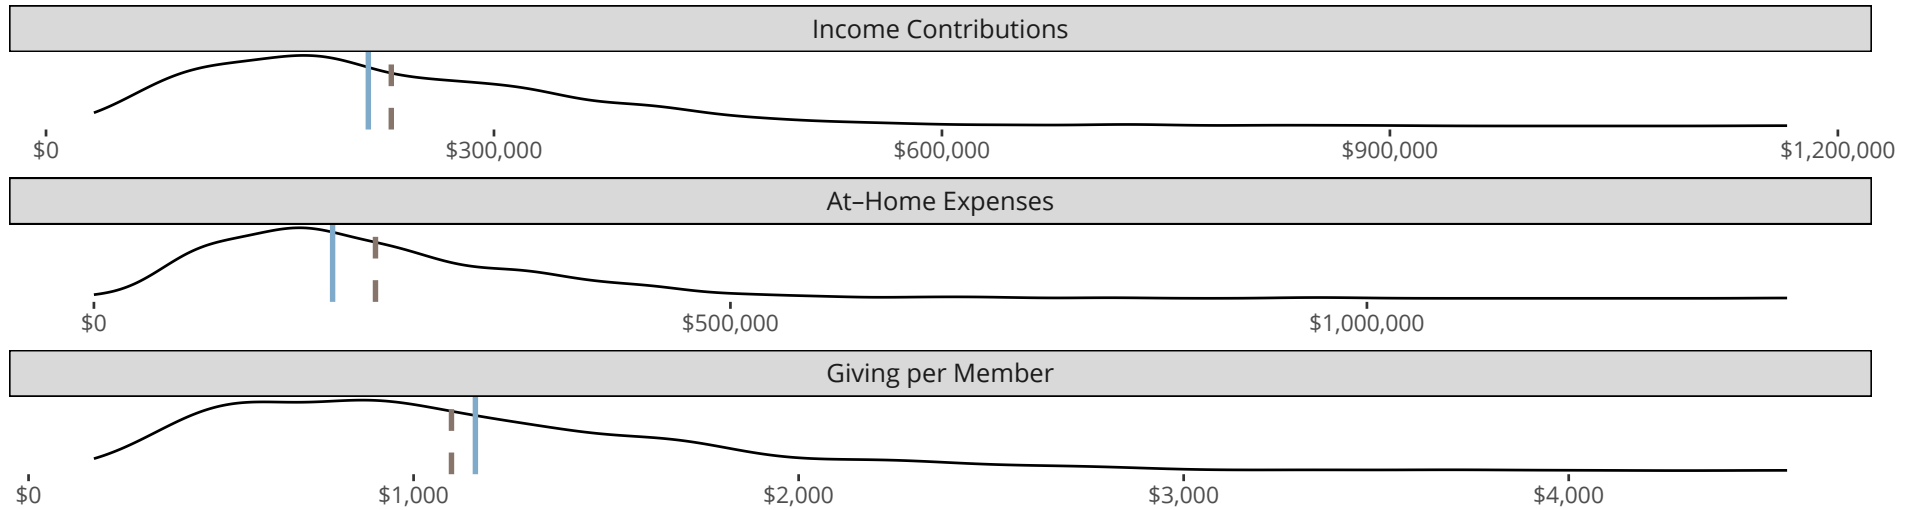 Income Contributions
$0 $300,000 $600,000 $900,000 $1,200,000
At–Home Expenses
$0 $500,000 $1,000,000
Giving per Member
$0 $1,000 $2,000 $3,000 $4,000